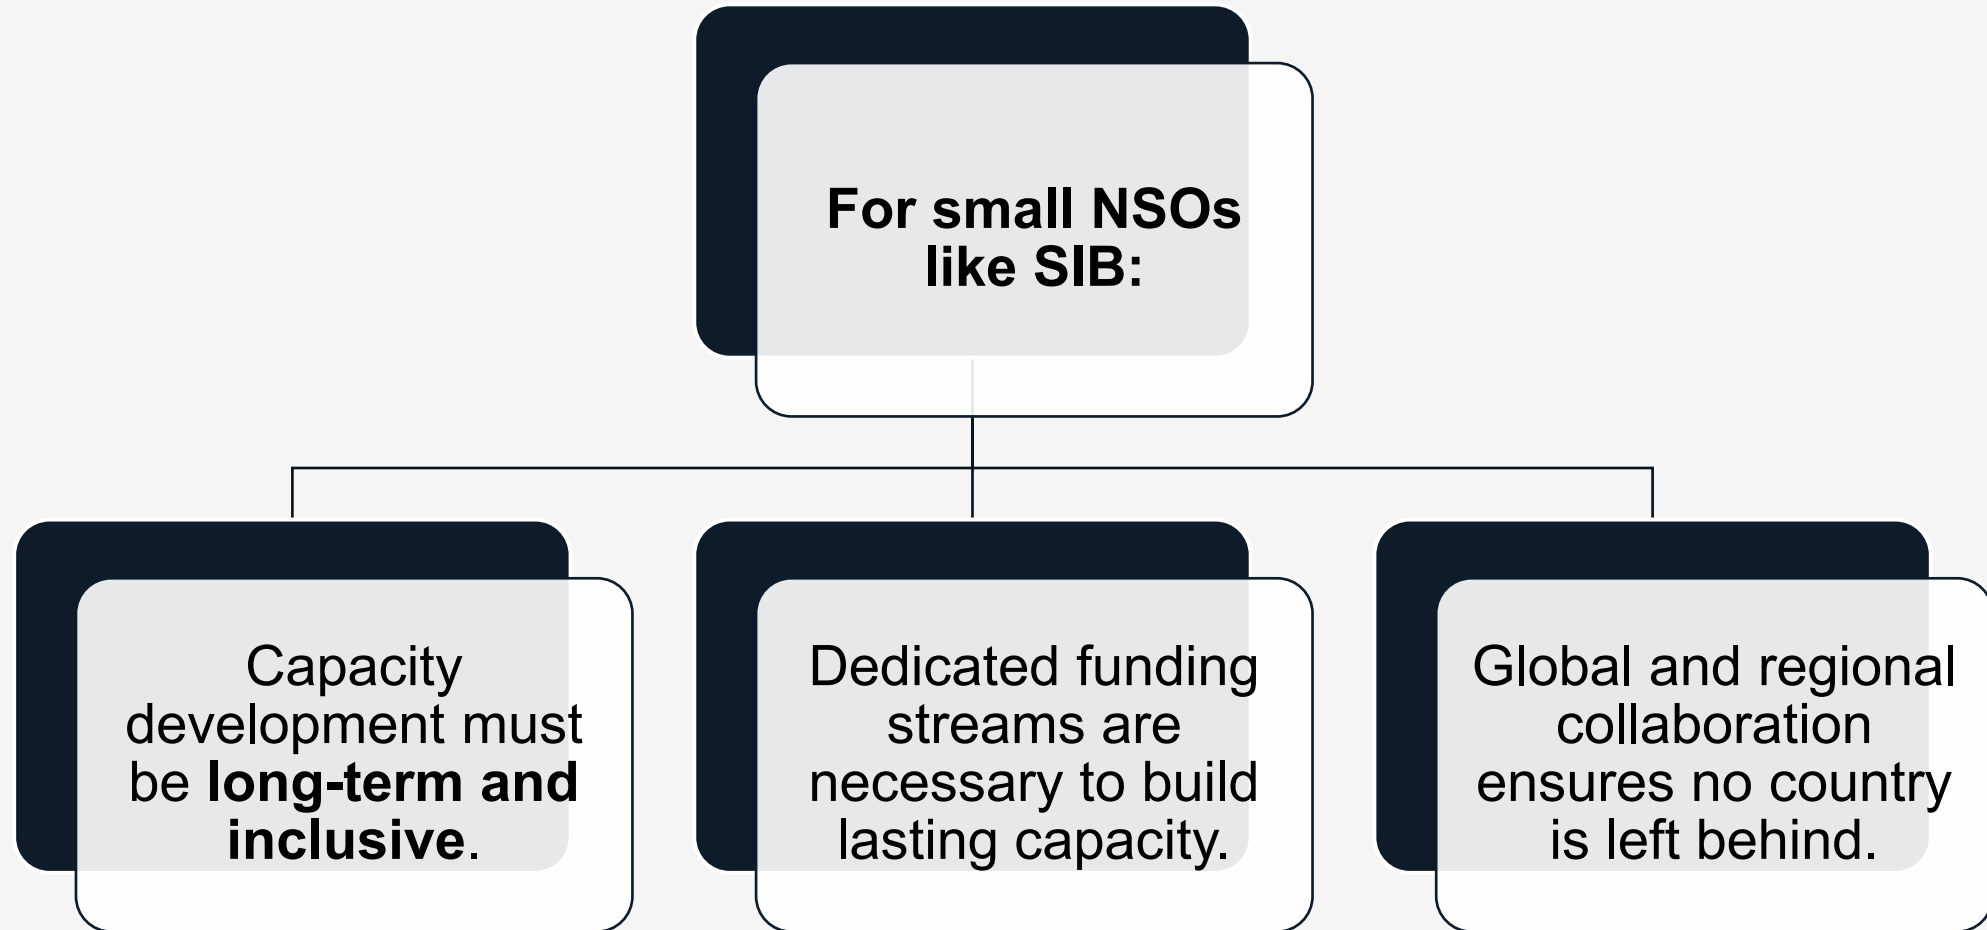 For small NSOs
like SIB:
Capacity
development must
be long-term and
inclusive.
Dedicated funding
streams are
necessary to build
lasting capacity.
Global and regional
collaboration
ensures no country
is left behind.